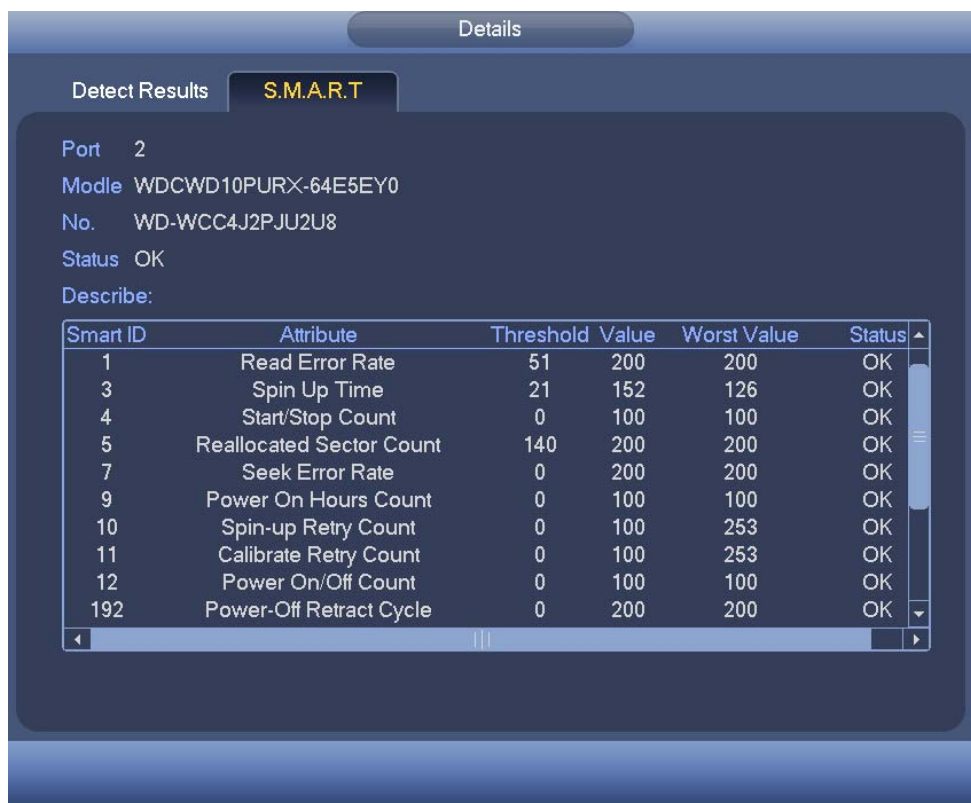 Details
Detect Results S.M.A.R.T
Port 2
Modle WDCWD10PURX-64E5EY0
No. WD-WCC4J2PJU2U8
Status OK
Describe:
Smart ID Attribute Threshold Value Worst Value Status
1 Read Error Rate 51 200 200 OK
3 Spin Up Time 21 152 126 OK
4 Start/Stop Count 0 100 100 OK
5 Reallocated Sector Count 140 200 200 OK
7 Seek Error Rate 0 200 200 OK
9 Power On Hours Count 0 100 100 OK
10 Spin-up Retry Count 0 100 253 OK
11 Calibrate Retry Count 0 100 253 OK
12 Power On/Off Count 0 100 100 OK
192 Power-Off Retract Cycle 0 200 200 OK